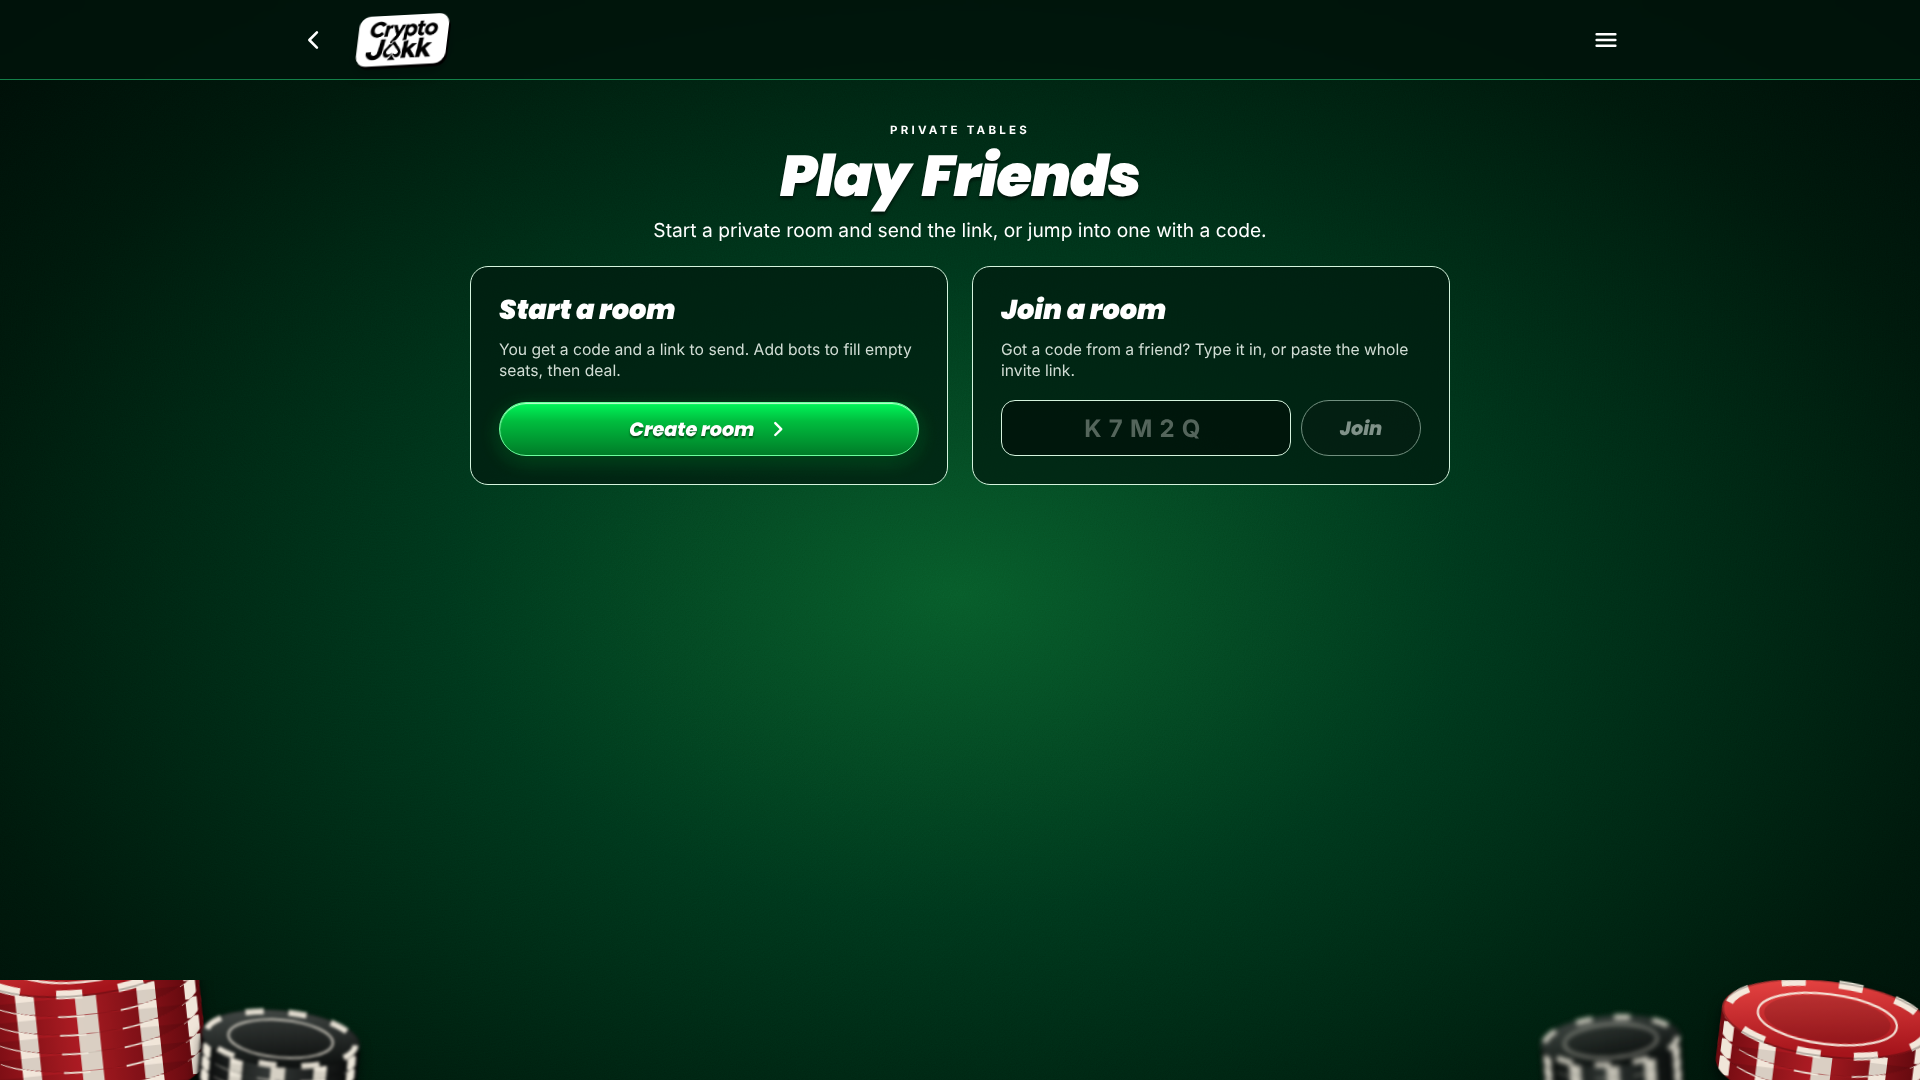 Crypto
Jokk
PRIVATE TABLES
Play Friends
Start a private room and send the link, or jump into one with a code.
Start a room
You get a code and a link to send. Add bots to fill empty
seats, then deal.
Create room
Join a room
Got a code from a friend? Type it in, or paste the whole
invite link.
K7M2Q
Join